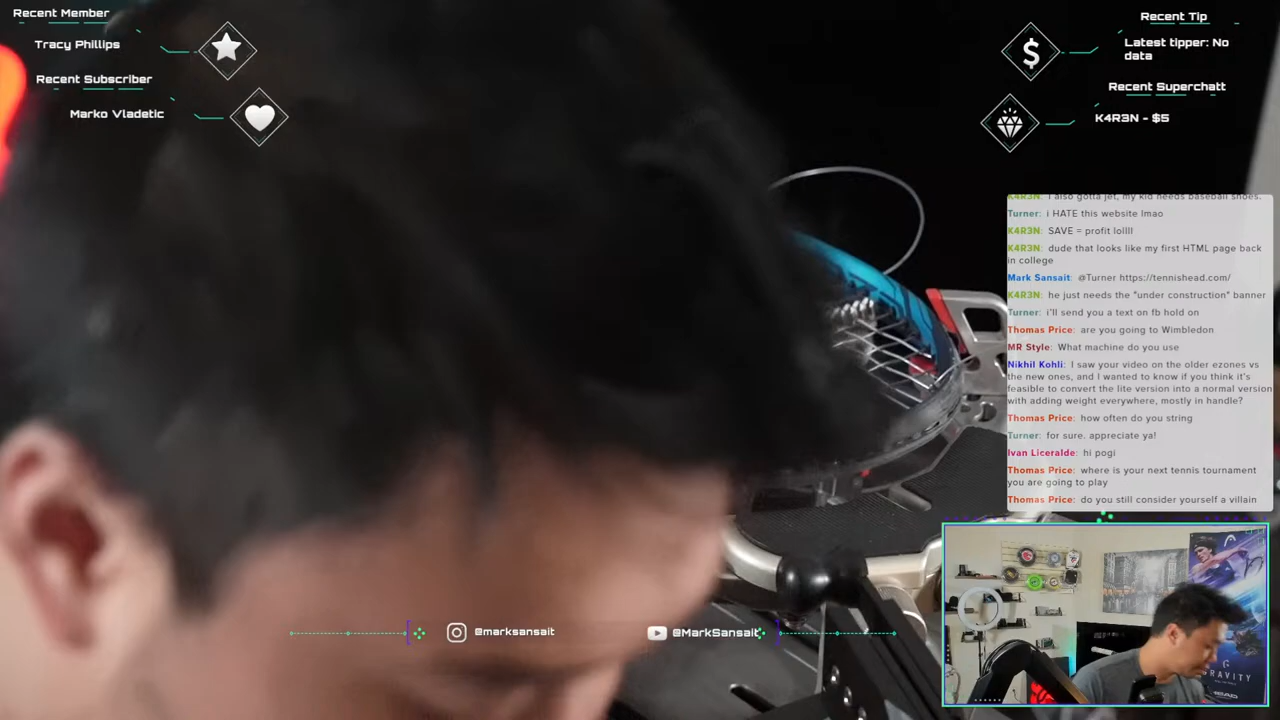 Recent Member
Tracy Phillips
Recent Subscriber
Marko Vladetic
Recent Tip
Latest tipper: No
data
Recent Superchatt
K4R3N - $5
K4R3N: I also gotta jet, my kid needs baseball shoes.
Turner: i HATE this website lmao
K4R3N: SAVE = profit lollll
K4R3N: dude that looks like my first HTML page back
in college
Mark Sansait: @Turner https://tennishead.com/
K4R3N: he just needs the "under construction" banner
Turner: i'll send you a text on fb hold on
Thomas Price: are you going to Wimbledon
MR Style: What machine do you use
Nikhil Kohli: I saw your video on the older ezones vs
the new ones, and I wanted to know if you think it's
feasible to convert the lite version into a normal version
with adding weight everywhere, mostly in handle?
Thomas Price: how often do you string
Turner: for sure. appreciate ya!
Ivan Liceralde: hi pogi
Thomas Price: where is your next tennis tournament
you are going to play
Thomas Price: do you still consider yourself a villain
@marksansait
@MarkSansait
HEAD
GRAVITY
HEAD